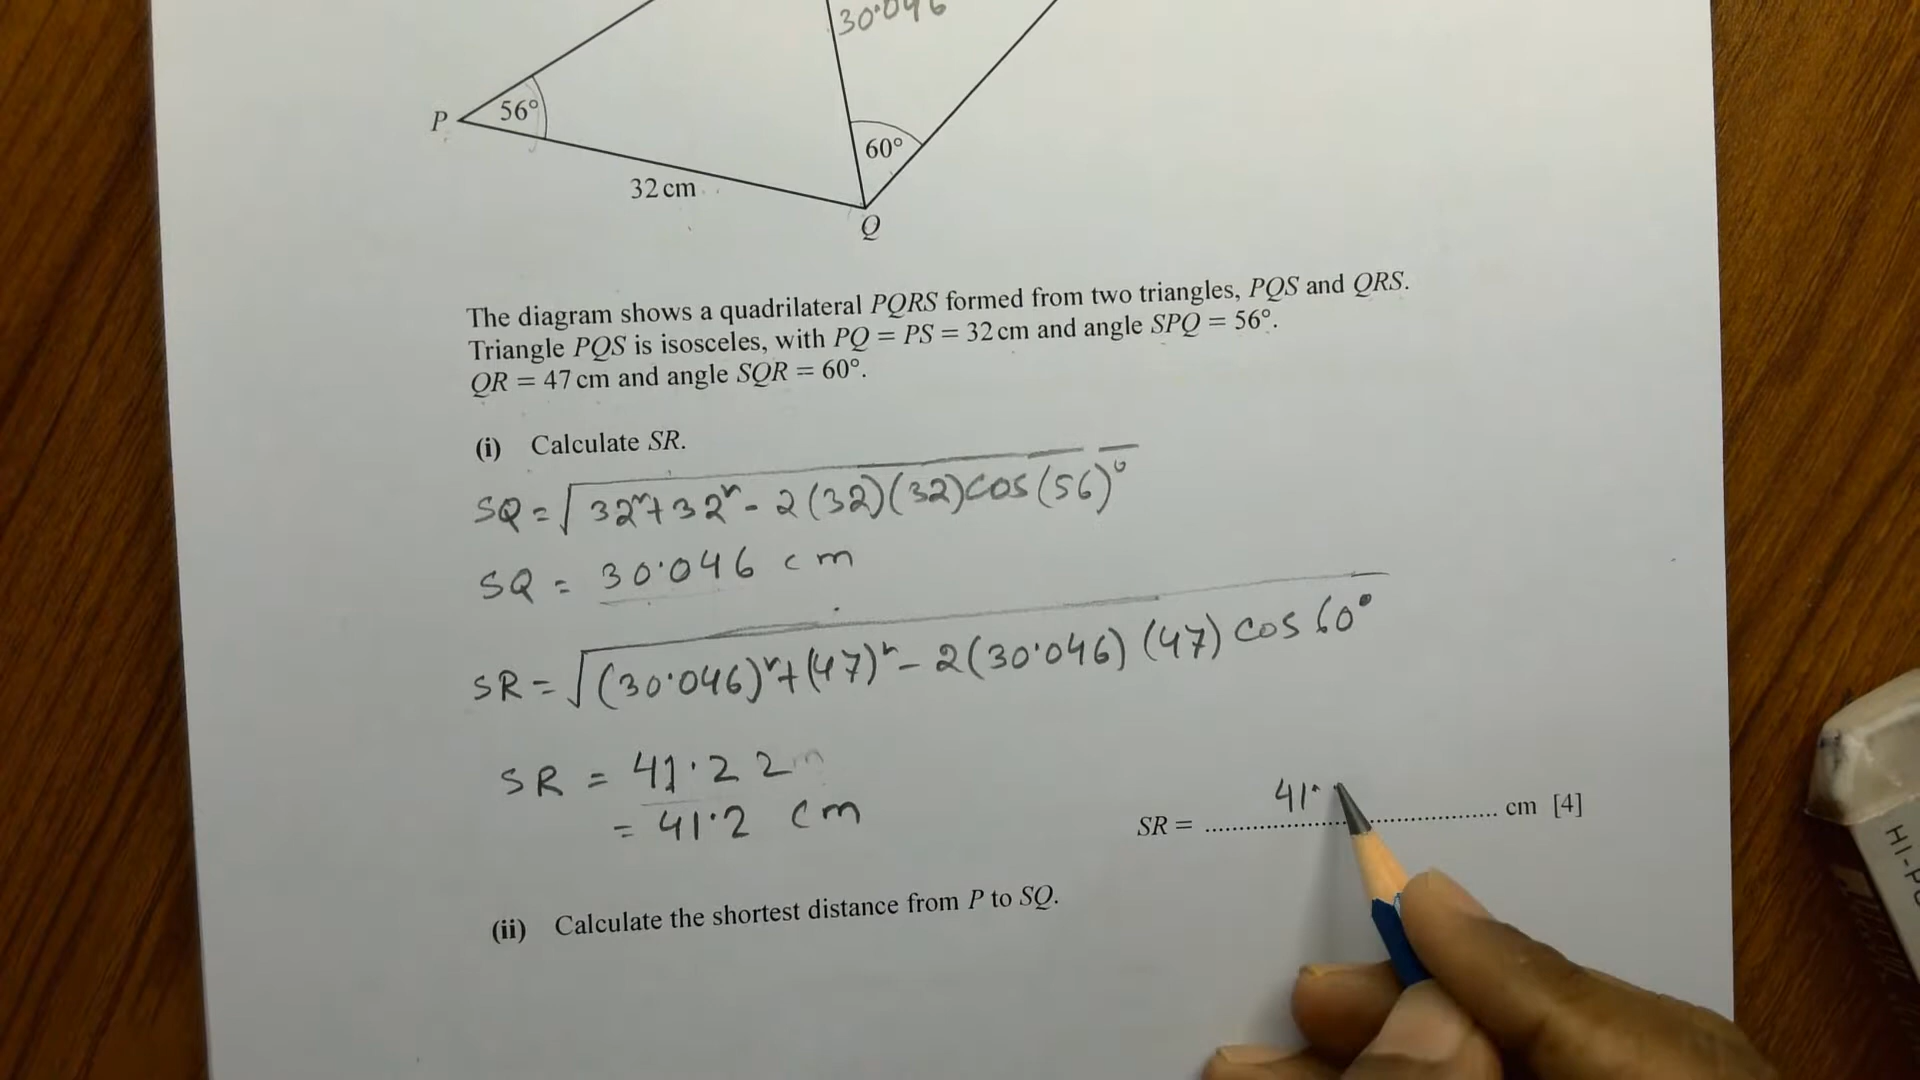 30·046
P
56°
60°
32 cm
Q
The diagram shows a quadrilateral PQRS formed from two triangles, PQS and QRS.
Triangle PQS is isosceles, with PQ = PS = 32 cm and angle SPQ = 56°.
QR = 47 cm and angle SQR = 60°.
(i) Calculate SR.
SQ = √32²+32²-2(32)(32)cos(56)°
SQ = 30·046 cm
SR = √(30·046)²+(47)²-2(30·046)(47)cos 60°
SR = 41·22
= 41·2 cm
41·
SR = .......... cm [4]
(ii) Calculate the shortest distance from P to SQ.